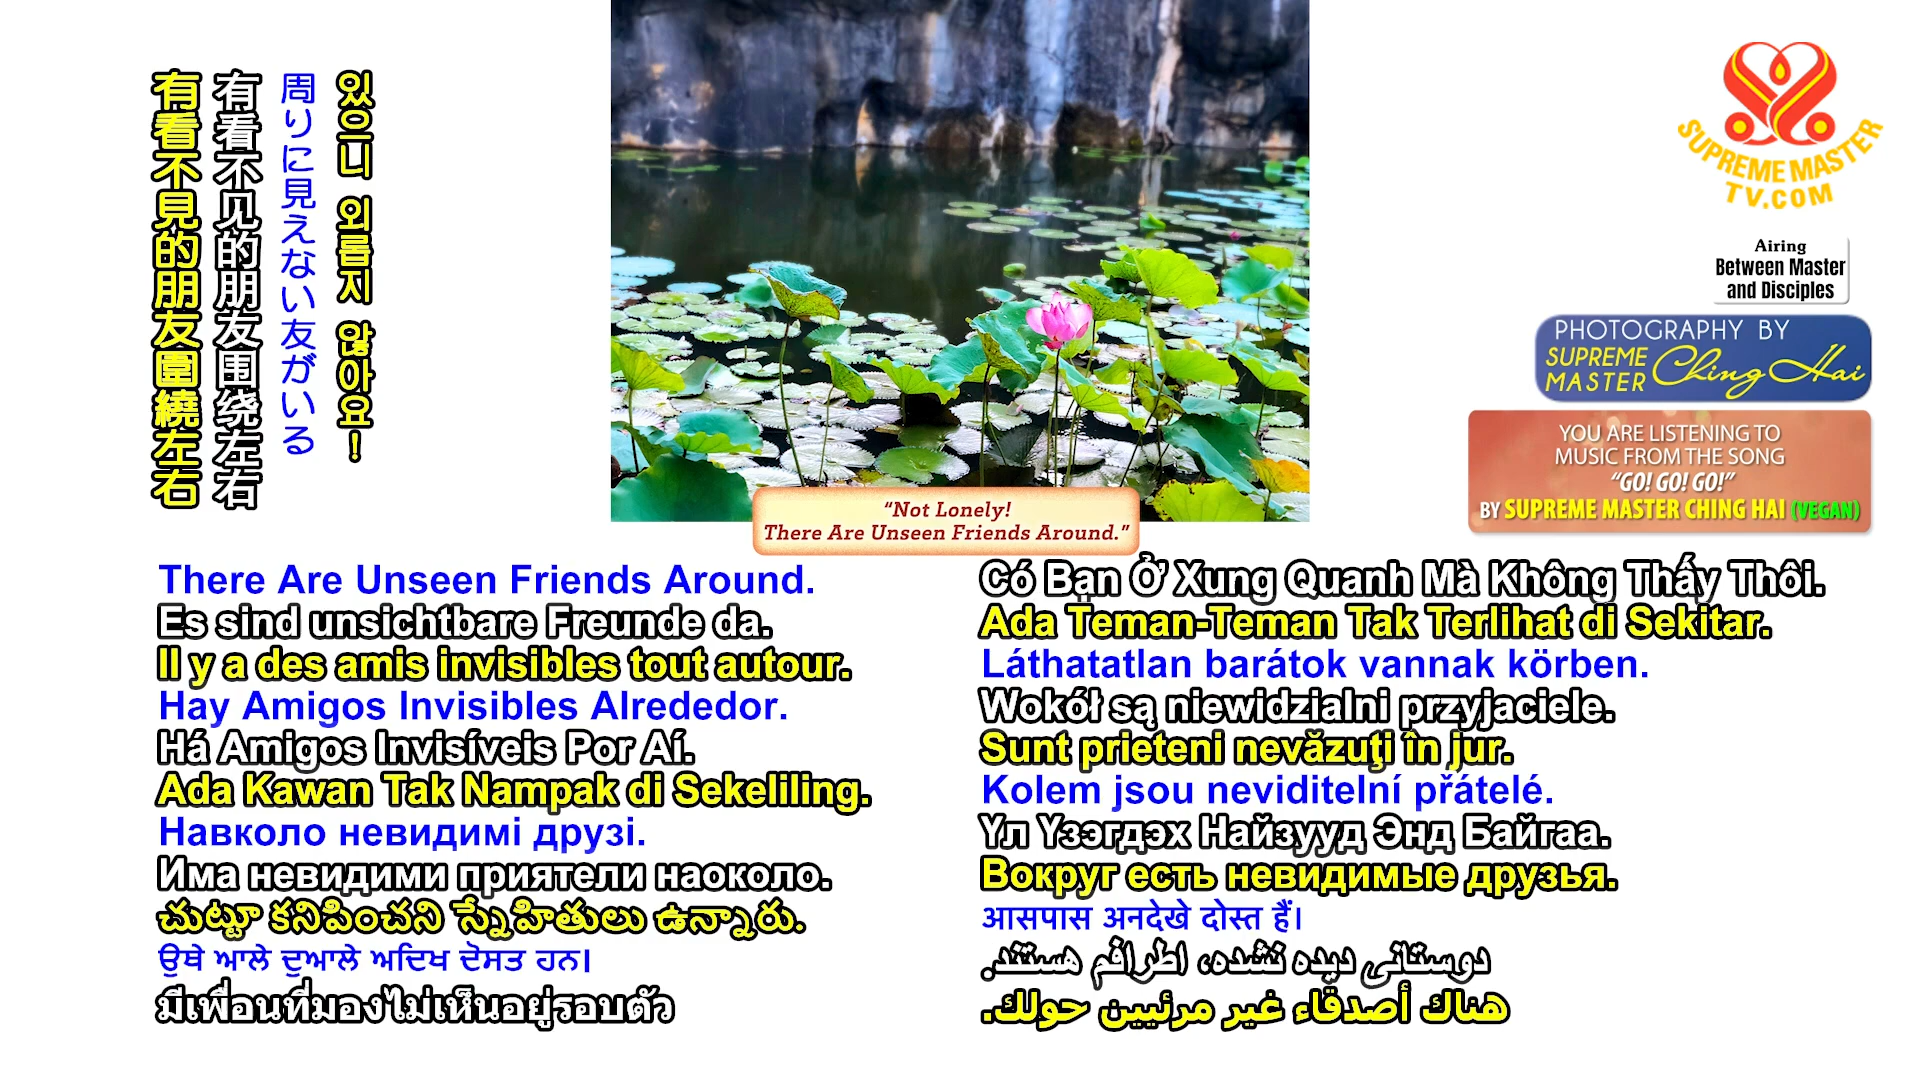 有看不見的朋友圍繞左右
有看不见的朋友围绕左右
周りに見えない友がいる
있으니 외롭지 않아요!
SUPREME MASTER
TV.COM
Airing
Between Master
and Disciples
PHOTOGRAPHY BY
SUPREME
MASTER Ching Hai
YOU ARE LISTENING TO
MUSIC FROM THE SONG
“GO! GO! GO!”
BY SUPREME MASTER CHING HAI (VEGAN)
“Not Lonely!
There Are Unseen Friends Around.”
There Are Unseen Friends Around.
Es sind unsichtbare Freunde da.
Il y a des amis invisibles tout autour.
Hay Amigos Invisibles Alrededor.
Há Amigos Invisíveis Por Aí.
Ada Kawan Tak Nampak di Sekeliling.
Навколо невидимі друзі.
Има невидими приятели наоколо.
చుట్టూ కనిపించని స్నేహితులు ఉన్నారు.
ਉਥੇ ਆਲੇ ਦੁਆਲੇ ਅਦਿਖ ਦੋਸਤ ਹਨ।
มีเพื่อนที่มองไม่เห็นอยู่รอบตัว
Có Bạn Ở Xung Quanh Mà Không Thấy Thôi.
Ada Teman-Teman Tak Terlihat di Sekitar.
Láthatatlan barátok vannak körben.
Wokół są niewidzialni przyjaciele.
Sunt prieteni nevăzuţi în jur.
Kolem jsou neviditelní přátelé.
Үл Үзэгдэх Найзууд Энд Байгаа.
Вокруг есть невидимые друзья.
आसपास अनदेखे दोस्त हैं।
دوستانی دیده نشده، اطرافم هستند.
هناك أصدقاء غير مرئيين حولك.